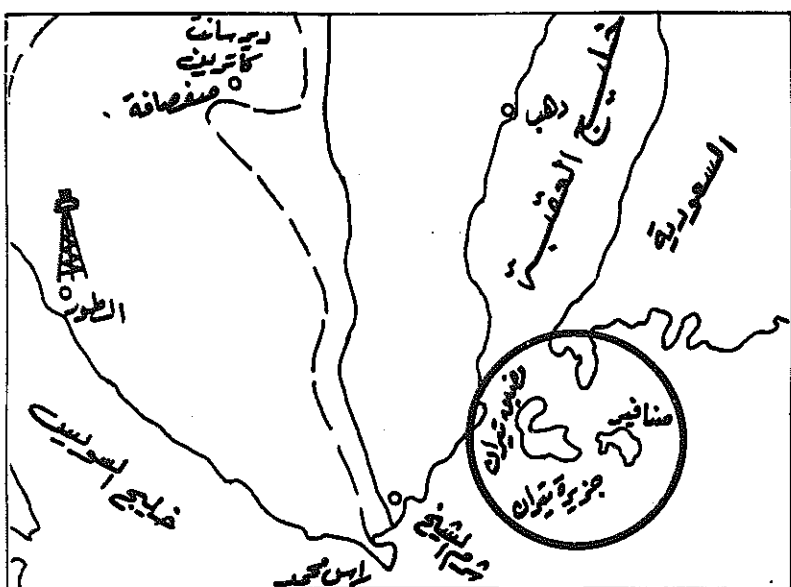 دير سانت
كاترين
صفصافة
دهب
خليج العقبة
السعودية
الطور
خليج السويس
مضيق تيران
صنافير
جزيرة تيران
شرم الشيخ
راس محمد